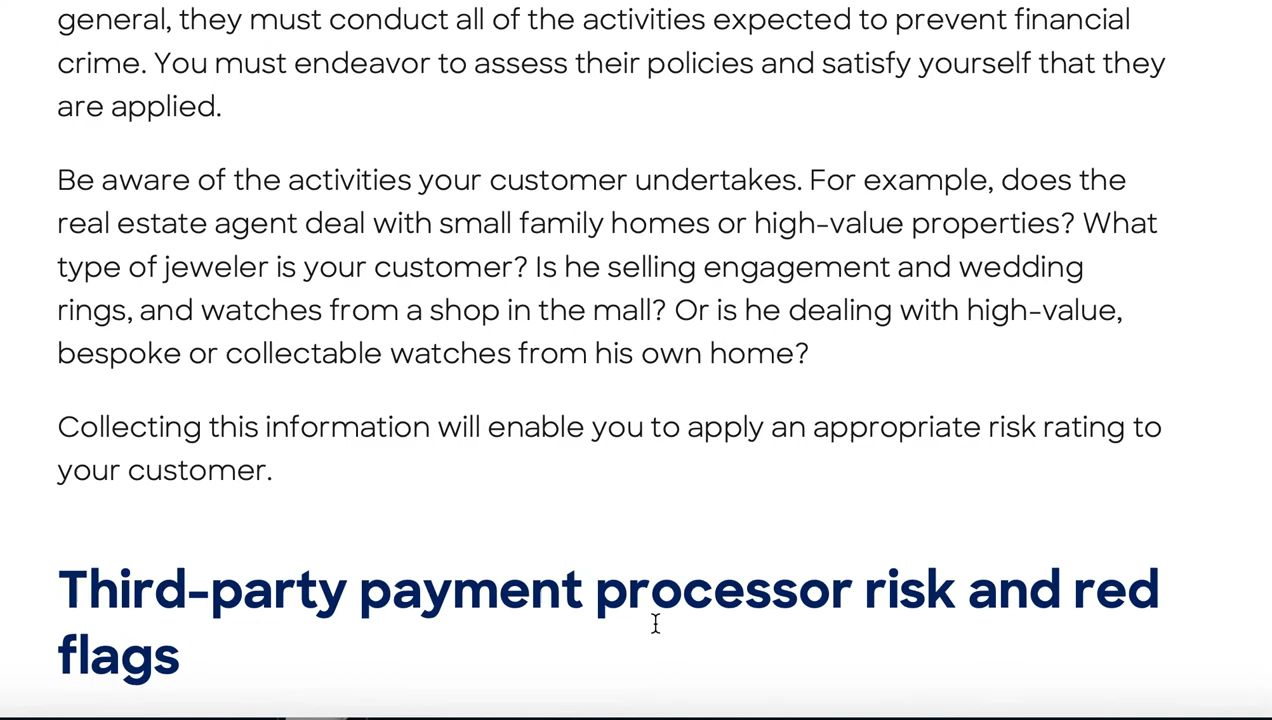 general, they must conduct all of the activities expected to prevent financial
crime. You must endeavor to assess their policies and satisfy yourself that they
are applied.
Be aware of the activities your customer undertakes. For example, does the
real estate agent deal with small family homes or high-value properties? What
type of jeweler is your customer? Is he selling engagement and wedding
rings, and watches from a shop in the mall? Or is he dealing with high-value,
bespoke or collectable watches from his own home?
Collecting this information will enable you to apply an appropriate risk rating to
your customer.
Third-party payment processor risk and red
flags